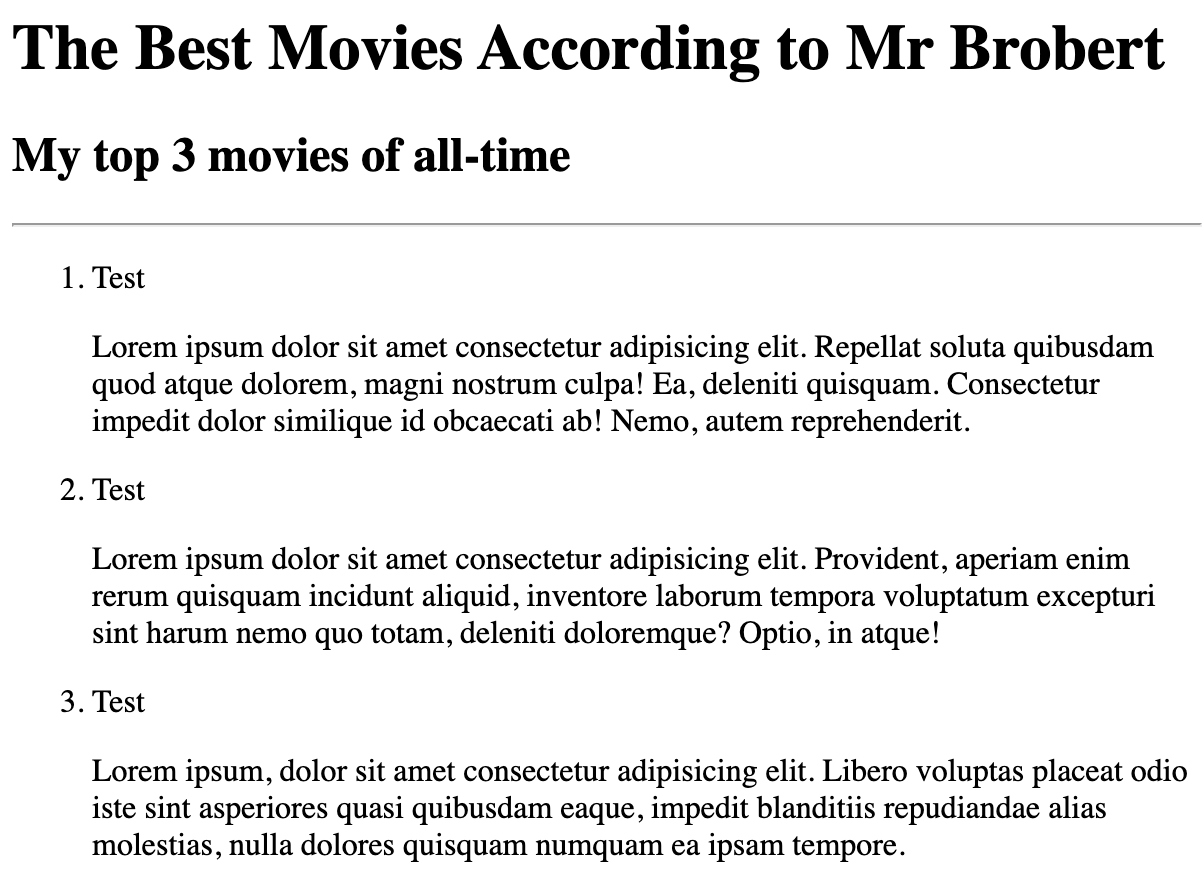 The Best Movies According to Mr Brobert
My top 3 movies of all-time
1. Test
Lorem ipsum dolor sit amet consectetur adipisicing elit. Repellat soluta quibusdam
quod atque dolorem, magni nostrum culpa! Ea, deleniti quisquam. Consectetur
impedit dolor similique id obcaecati ab! Nemo, autem reprehenderit.
2. Test
Lorem ipsum dolor sit amet consectetur adipisicing elit. Provident, aperiam enim
rerum quisquam incidunt aliquid, inventore laborum tempora voluptatum excepturi
sint harum nemo quo totam, deleniti doloremque? Optio, in atque!
3. Test
Lorem ipsum, dolor sit amet consectetur adipisicing elit. Libero voluptas placeat odio
iste sint asperiores quasi quibusdam eaque, impedit blanditiis repudiandae alias
molestias, nulla dolores quisquam numquam ea ipsam tempore.